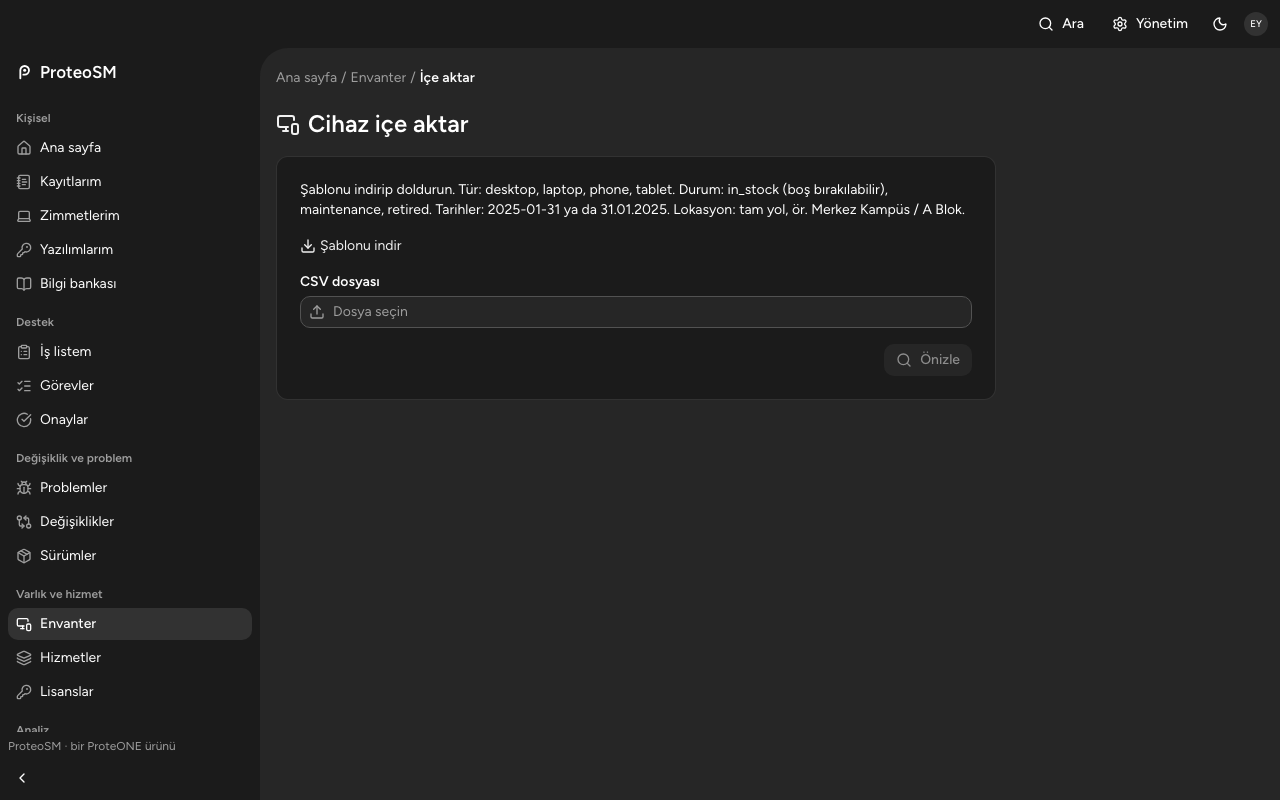 Ara
Yönetim
EY
ProteoSM
Kişisel
Ana sayfa
Kayıtlarım
Zimmetlerim
Yazılımlarım
Bilgi bankası
Destek
İş listem
Görevler
Onaylar
Değişiklik ve problem
Problemler
Değişiklikler
Sürümler
Varlık ve hizmet
Envanter
Hizmetler
Lisanslar
Analiz
ProteoSM · bir ProteONE ürünü
Ana sayfa / Envanter / İçe aktar
Cihaz içe aktar
Şablonu indirip doldurun. Tür: desktop, laptop, phone, tablet. Durum: in_stock (boş bırakılabilir),
maintenance, retired. Tarihler: 2025-01-31 ya da 31.01.2025. Lokasyon: tam yol, ör. Merkez Kampüs / A Blok.
Şablonu indir
CSV dosyası
Dosya seçin
Önizle